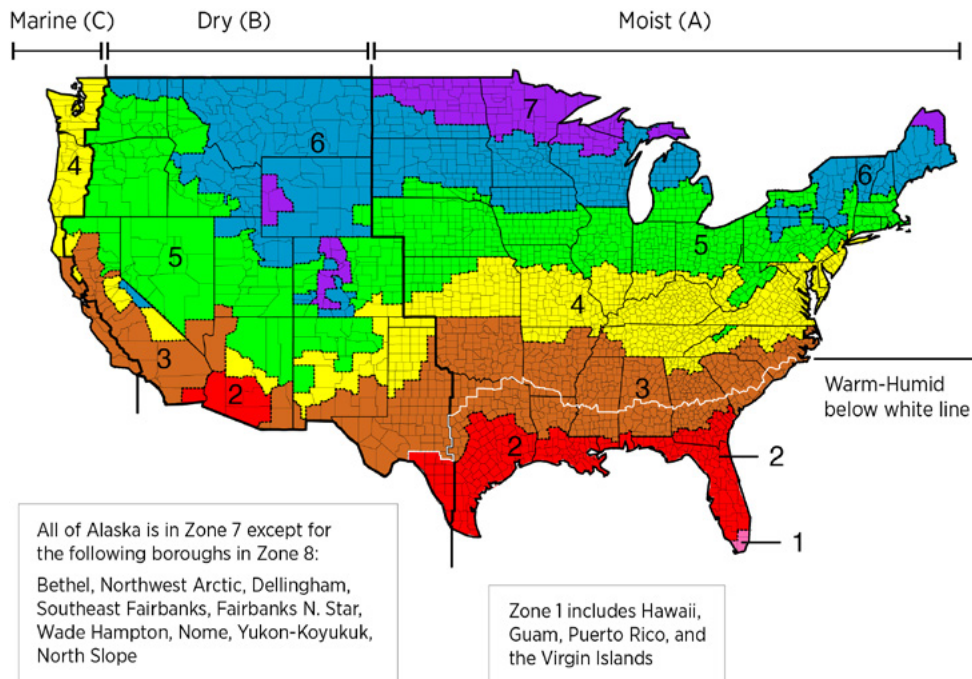 Marine (C)
Dry (B)
Moist (A)
7
6
6
4
5
5
4
3
3
2
Warm-Humid
below white line
2
2
1
All of Alaska is in Zone 7 except for
the following boroughs in Zone 8:
Bethel, Northwest Arctic, Dellingham,
Southeast Fairbanks, Fairbanks N. Star,
Wade Hampton, Nome, Yukon-Koyukuk,
North Slope
Zone 1 includes Hawaii,
Guam, Puerto Rico, and
the Virgin Islands